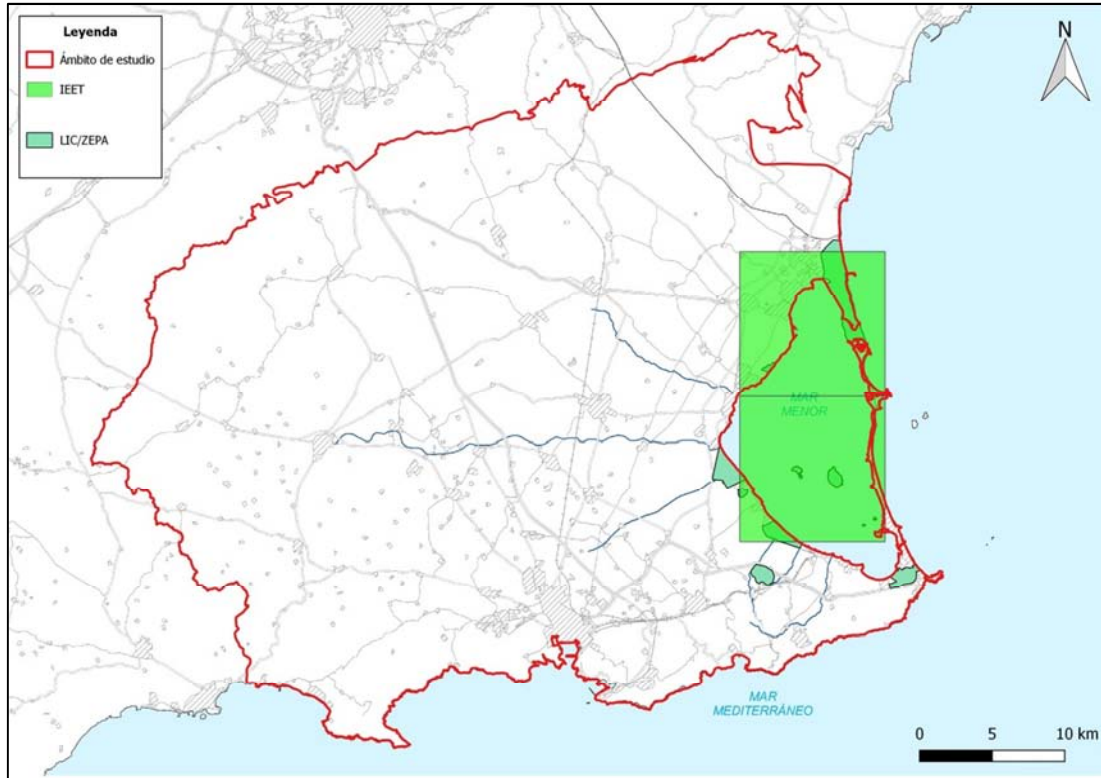 Leyenda
Ámbito de estudio
IEET
LIC/ZEPA
N
MAR
MENOR
MAR
MEDITERRÁNEO
0 5 10 km